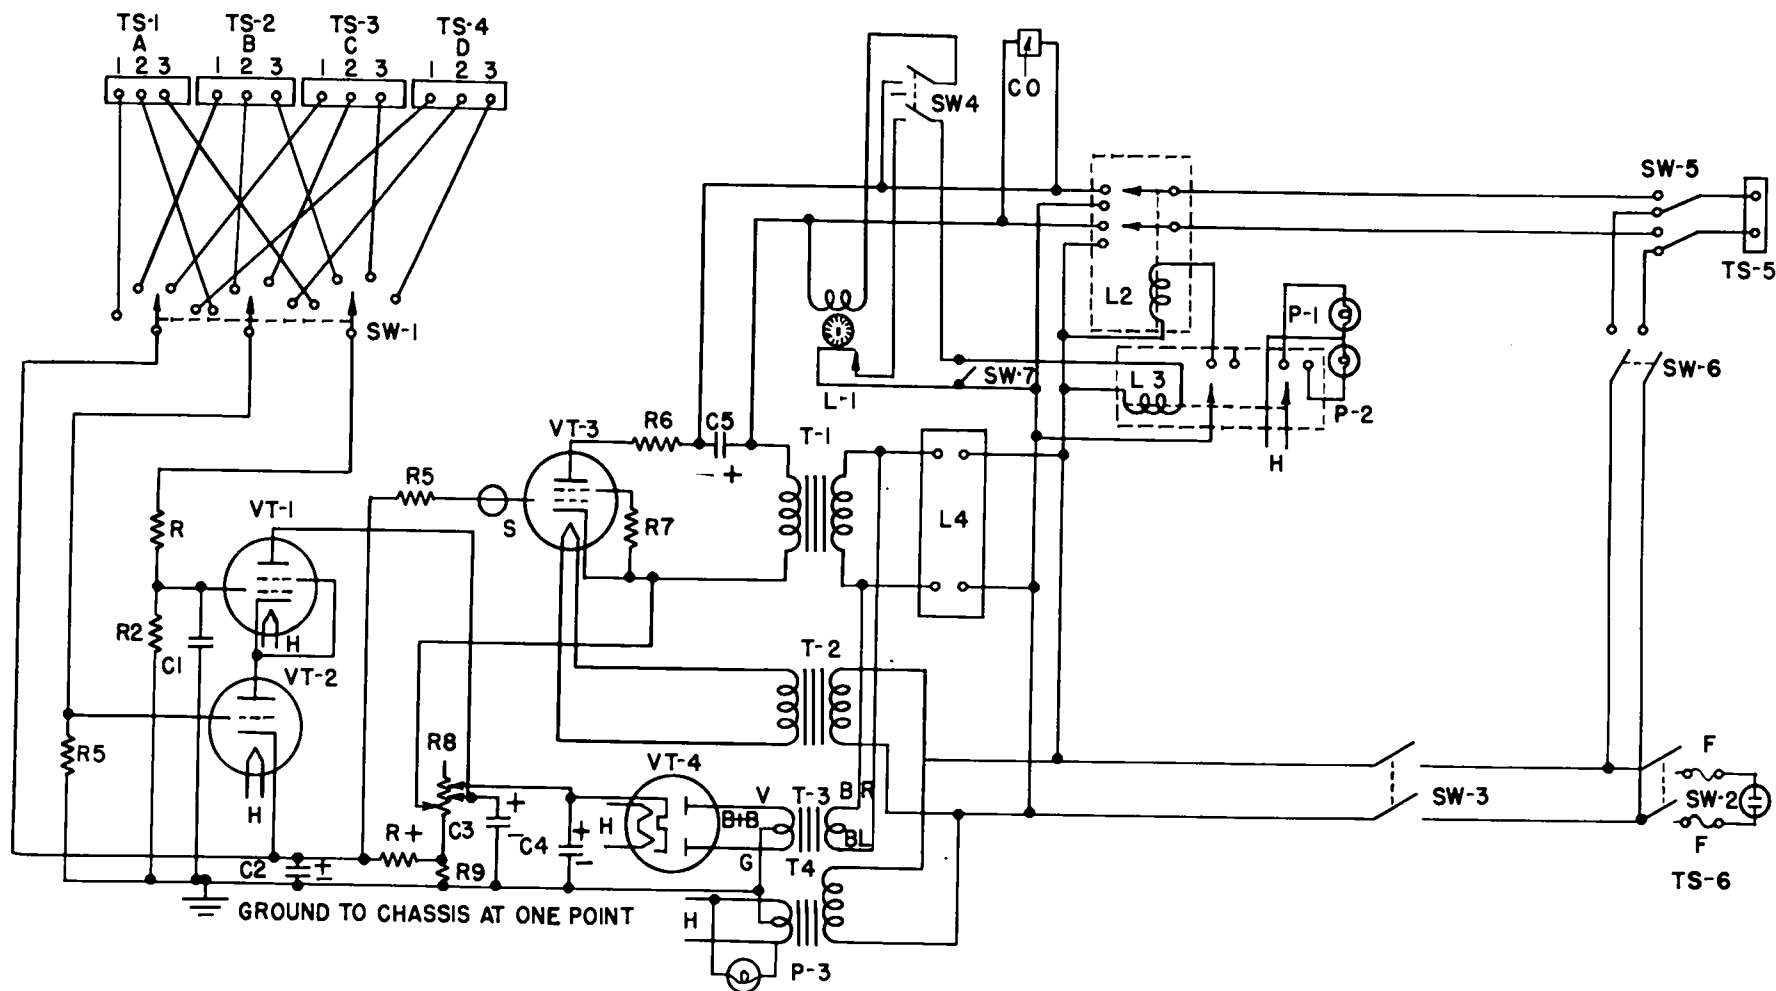 TS-1 TS-2 TS-3 TS-4
A B C D
1 2 3 1 2 3 1 2 3 1 2 3
SW4
CO
SW-5
TS-5
L2
P-1
SW-1
SW-7
L3
SW-6
L-1
P-2
VT-3
R6
C5
T-1
- +
H
R5
R
VT-1
S
R7
L4
R2
C1
H
VT-2
T-2
R5
H
R8
VT-4
F
V
T-3
B R
SW-3
SW-2
+
C3
-
C4
+
-
H
B+B
BL
R+
G
T4
F
C2
+
-
R9
TS-6
GROUND TO CHASSIS AT ONE POINT
H
P-3